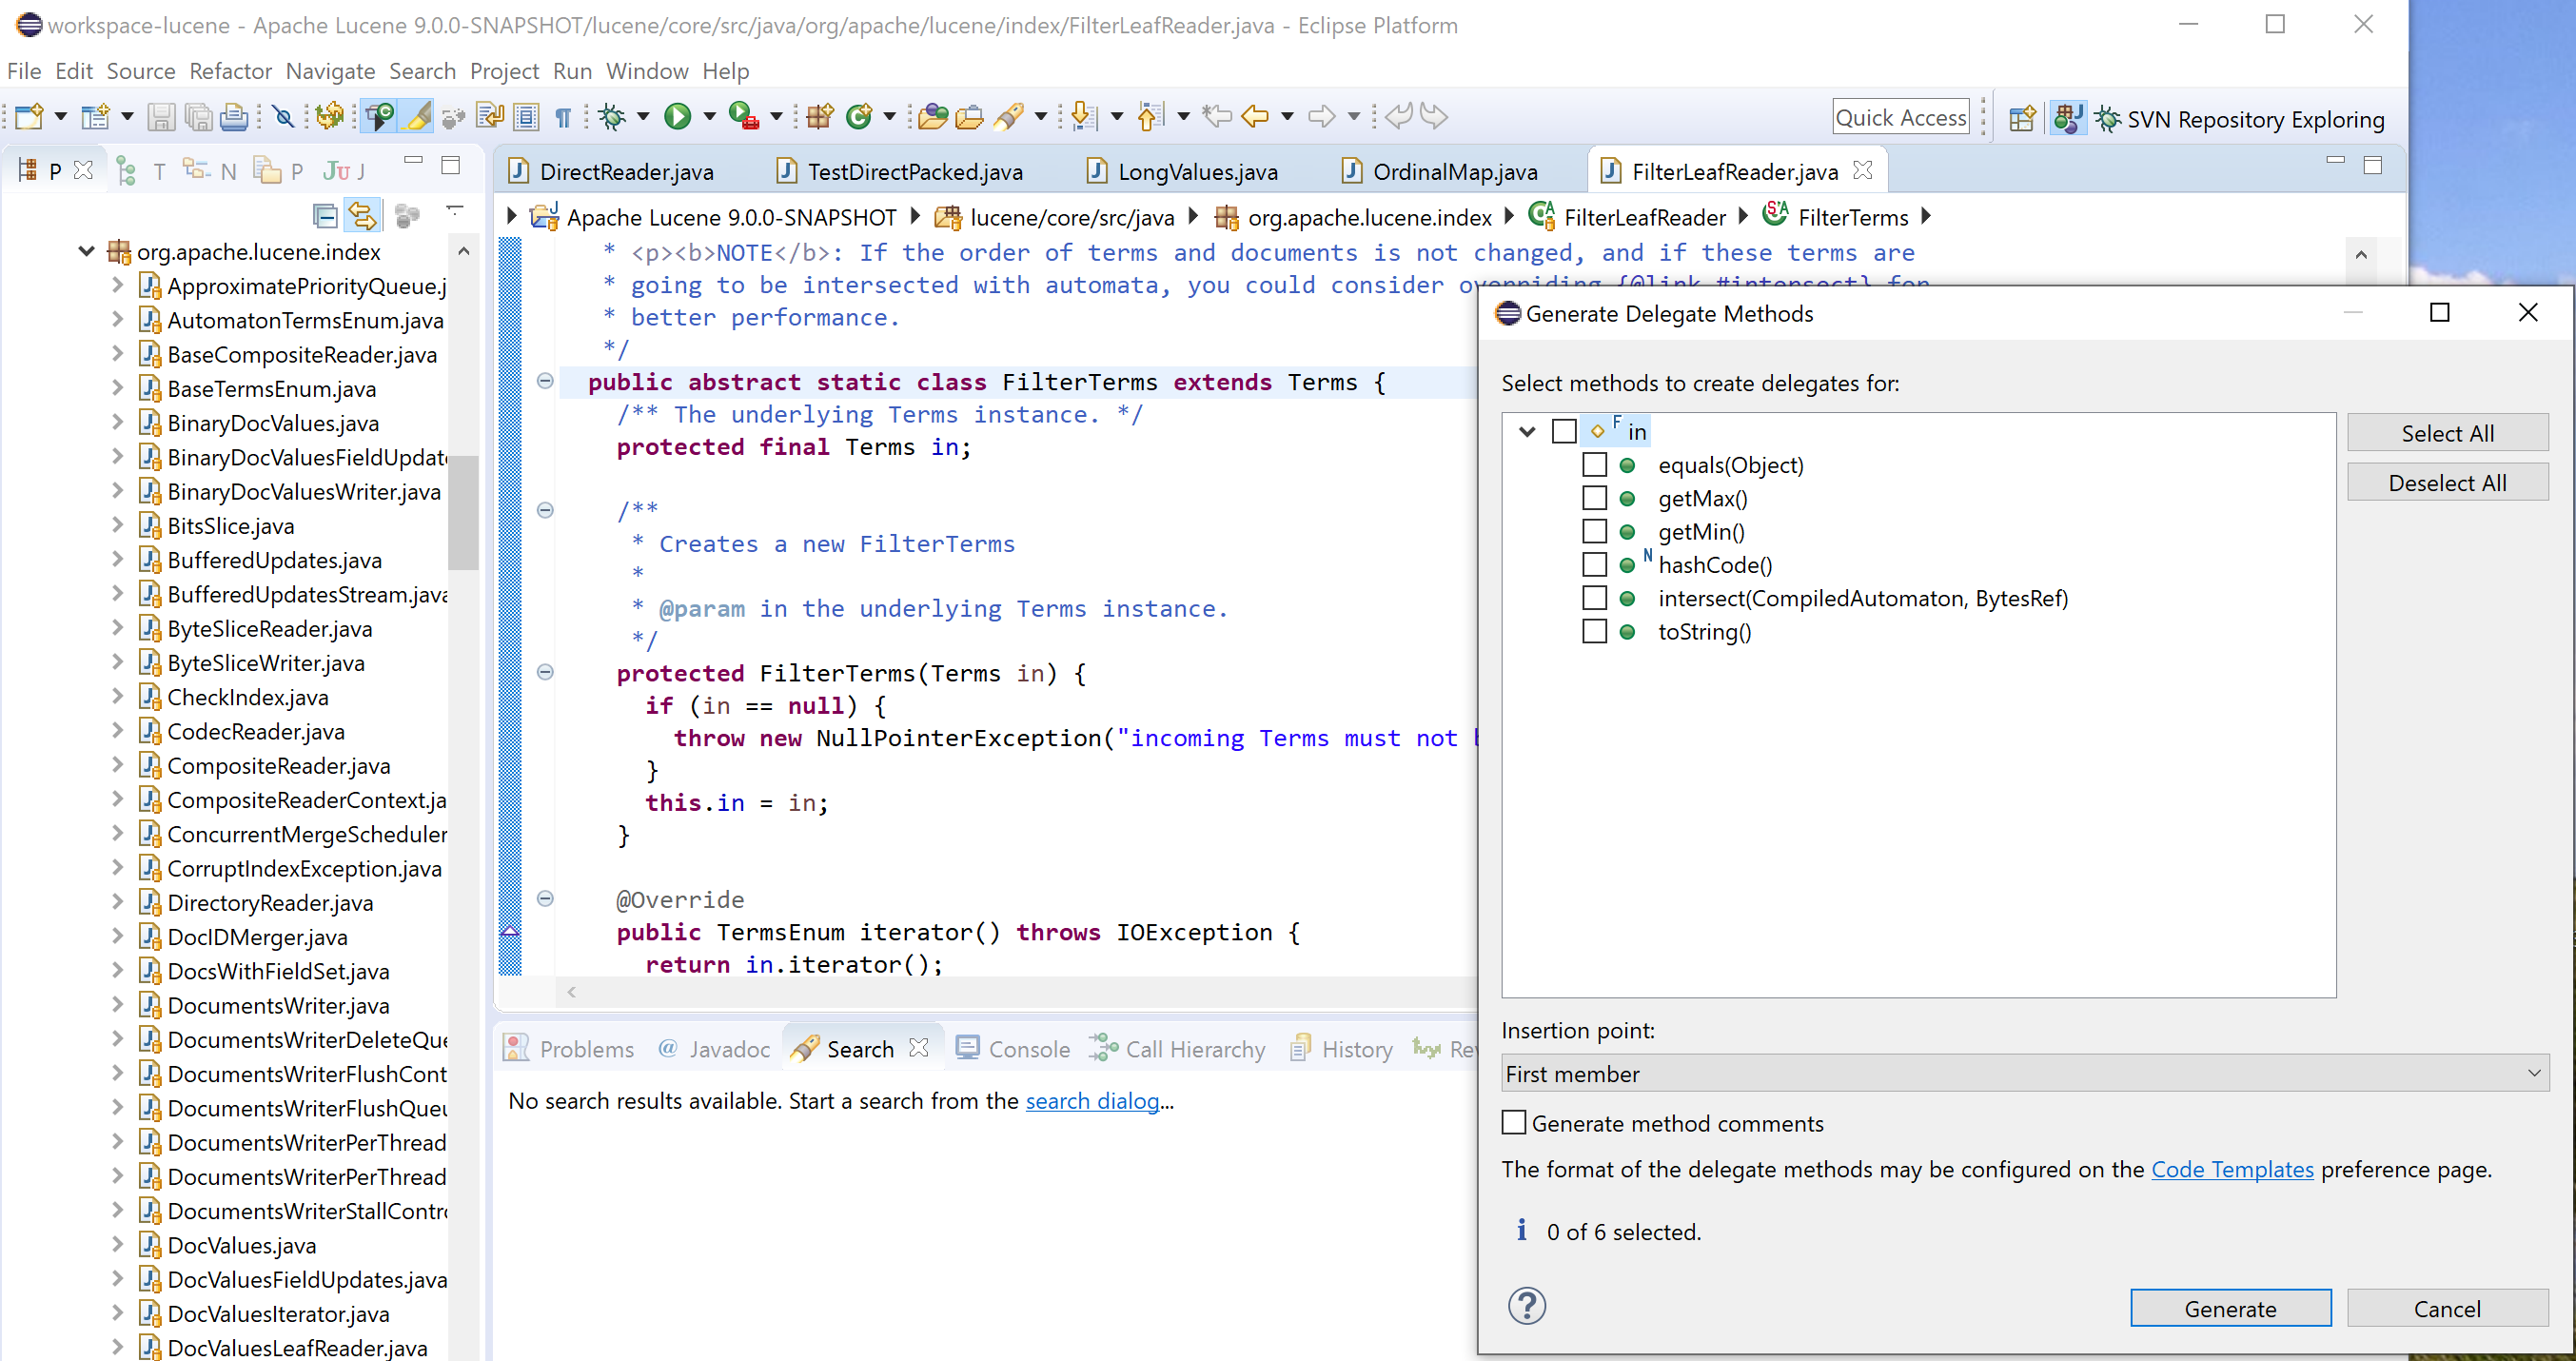 workspace-lucene - Apache Lucene 9.0.0-SNAPSHOT/lucene/core/src/java/org/apache/lucene/index/FilterLeafReader.java - Eclipse Platform
File Edit Source Refactor Navigate Search Project Run Window Help
Quick Access
SVN Repository Exploring
P T N P Ju J
DirectReader.java TestDirectPacked.java LongValues.java OrdinalMap.java FilterLeafReader.java
Apache Lucene 9.0.0-SNAPSHOT lucene/core/src/java org.apache.lucene.index FilterLeafReader FilterTerms
org.apache.lucene.index
ApproximatePriorityQueue.j
AutomatonTermsEnum.java
BaseCompositeReader.java
BaseTermsEnum.java
BinaryDocValues.java
BinaryDocValuesFieldUpdate
BinaryDocValuesWriter.java
BitsSlice.java
BufferedUpdates.java
BufferedUpdatesStream.java
ByteSliceReader.java
ByteSliceWriter.java
CheckIndex.java
CodecReader.java
CompositeReader.java
CompositeReaderContext.ja
ConcurrentMergeScheduler
CorruptIndexException.java
DirectoryReader.java
DocIDMerger.java
DocsWithFieldSet.java
DocumentsWriter.java
DocumentsWriterDeleteQue
DocumentsWriterFlushCont
DocumentsWriterFlushQueu
DocumentsWriterPerThread
DocumentsWriterPerThread
DocumentsWriterStallContro
DocValues.java
DocValuesFieldUpdates.java
DocValuesIterator.java
DocValuesLeafReader.java
* <p><b>NOTE</b>: If the order of terms and documents is not changed, and if these terms are
* going to be intersected with automata, you could consider overriding {@link #intersect} for
* better performance.
*/
public abstract static class FilterTerms extends Terms {
/** The underlying Terms instance. */
protected final Terms in;
/**
* Creates a new FilterTerms
*
* @param in the underlying Terms instance.
*/
protected FilterTerms(Terms in) {
if (in == null) {
throw new NullPointerException("incoming Terms must not b
}
this.in = in;
}
@Override
public TermsEnum iterator() throws IOException {
return in.iterator();
Problems @ Javadoc Search Console Call Hierarchy History Rev
No search results available. Start a search from the search dialog...
Generate Delegate Methods
Select methods to create delegates for:
F in
equals(Object)
getMax()
getMin()
N hashCode()
intersect(CompiledAutomaton, BytesRef)
toString()
Select All
Deselect All
Insertion point:
First member
Generate method comments
The format of the delegate methods may be configured on the Code Templates preference page.
0 of 6 selected.
Generate
Cancel